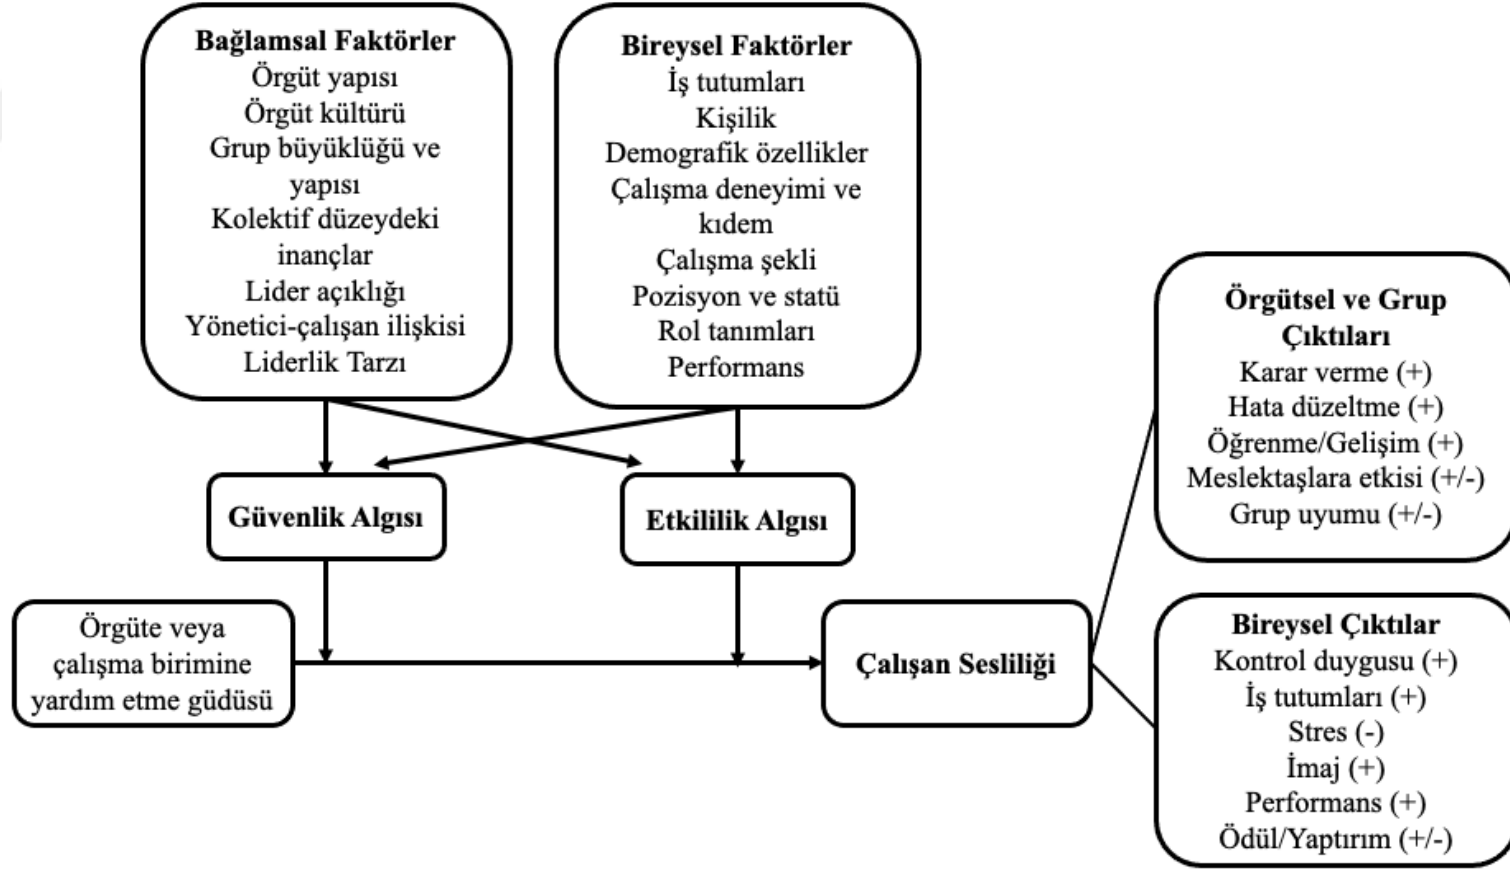 Bağlamsal Faktörler
Örgüt yapısı
Örgüt kültürü
Grup büyüklüğü ve
yapısı
Kolektif düzeydeki
inançlar
Lider açıklığı
Yönetici-çalışan ilişkisi
Liderlik Tarzı
Bireysel Faktörler
İş tutumları
Kişilik
Demografik özellikler
Çalışma deneyimi ve
kıdem
Çalışma şekli
Pozisyon ve statü
Rol tanımları
Performans
Güvenlik Algısı
Etkililik Algısı
Örgüte veya
çalışma birimine
yardım etme güdüsü
Çalışan Sesliliği
Örgütsel ve Grup
Çıktıları
Karar verme (+)
Hata düzeltme (+)
Öğrenme/Gelişim (+)
Meslektaşlara etkisi (+/-)
Grup uyumu (+/-)
Bireysel Çıktılar
Kontrol duygusu (+)
İş tutumları (+)
Stres (-)
İmaj (+)
Performans (+)
Ödül/Yaptırım (+/-)